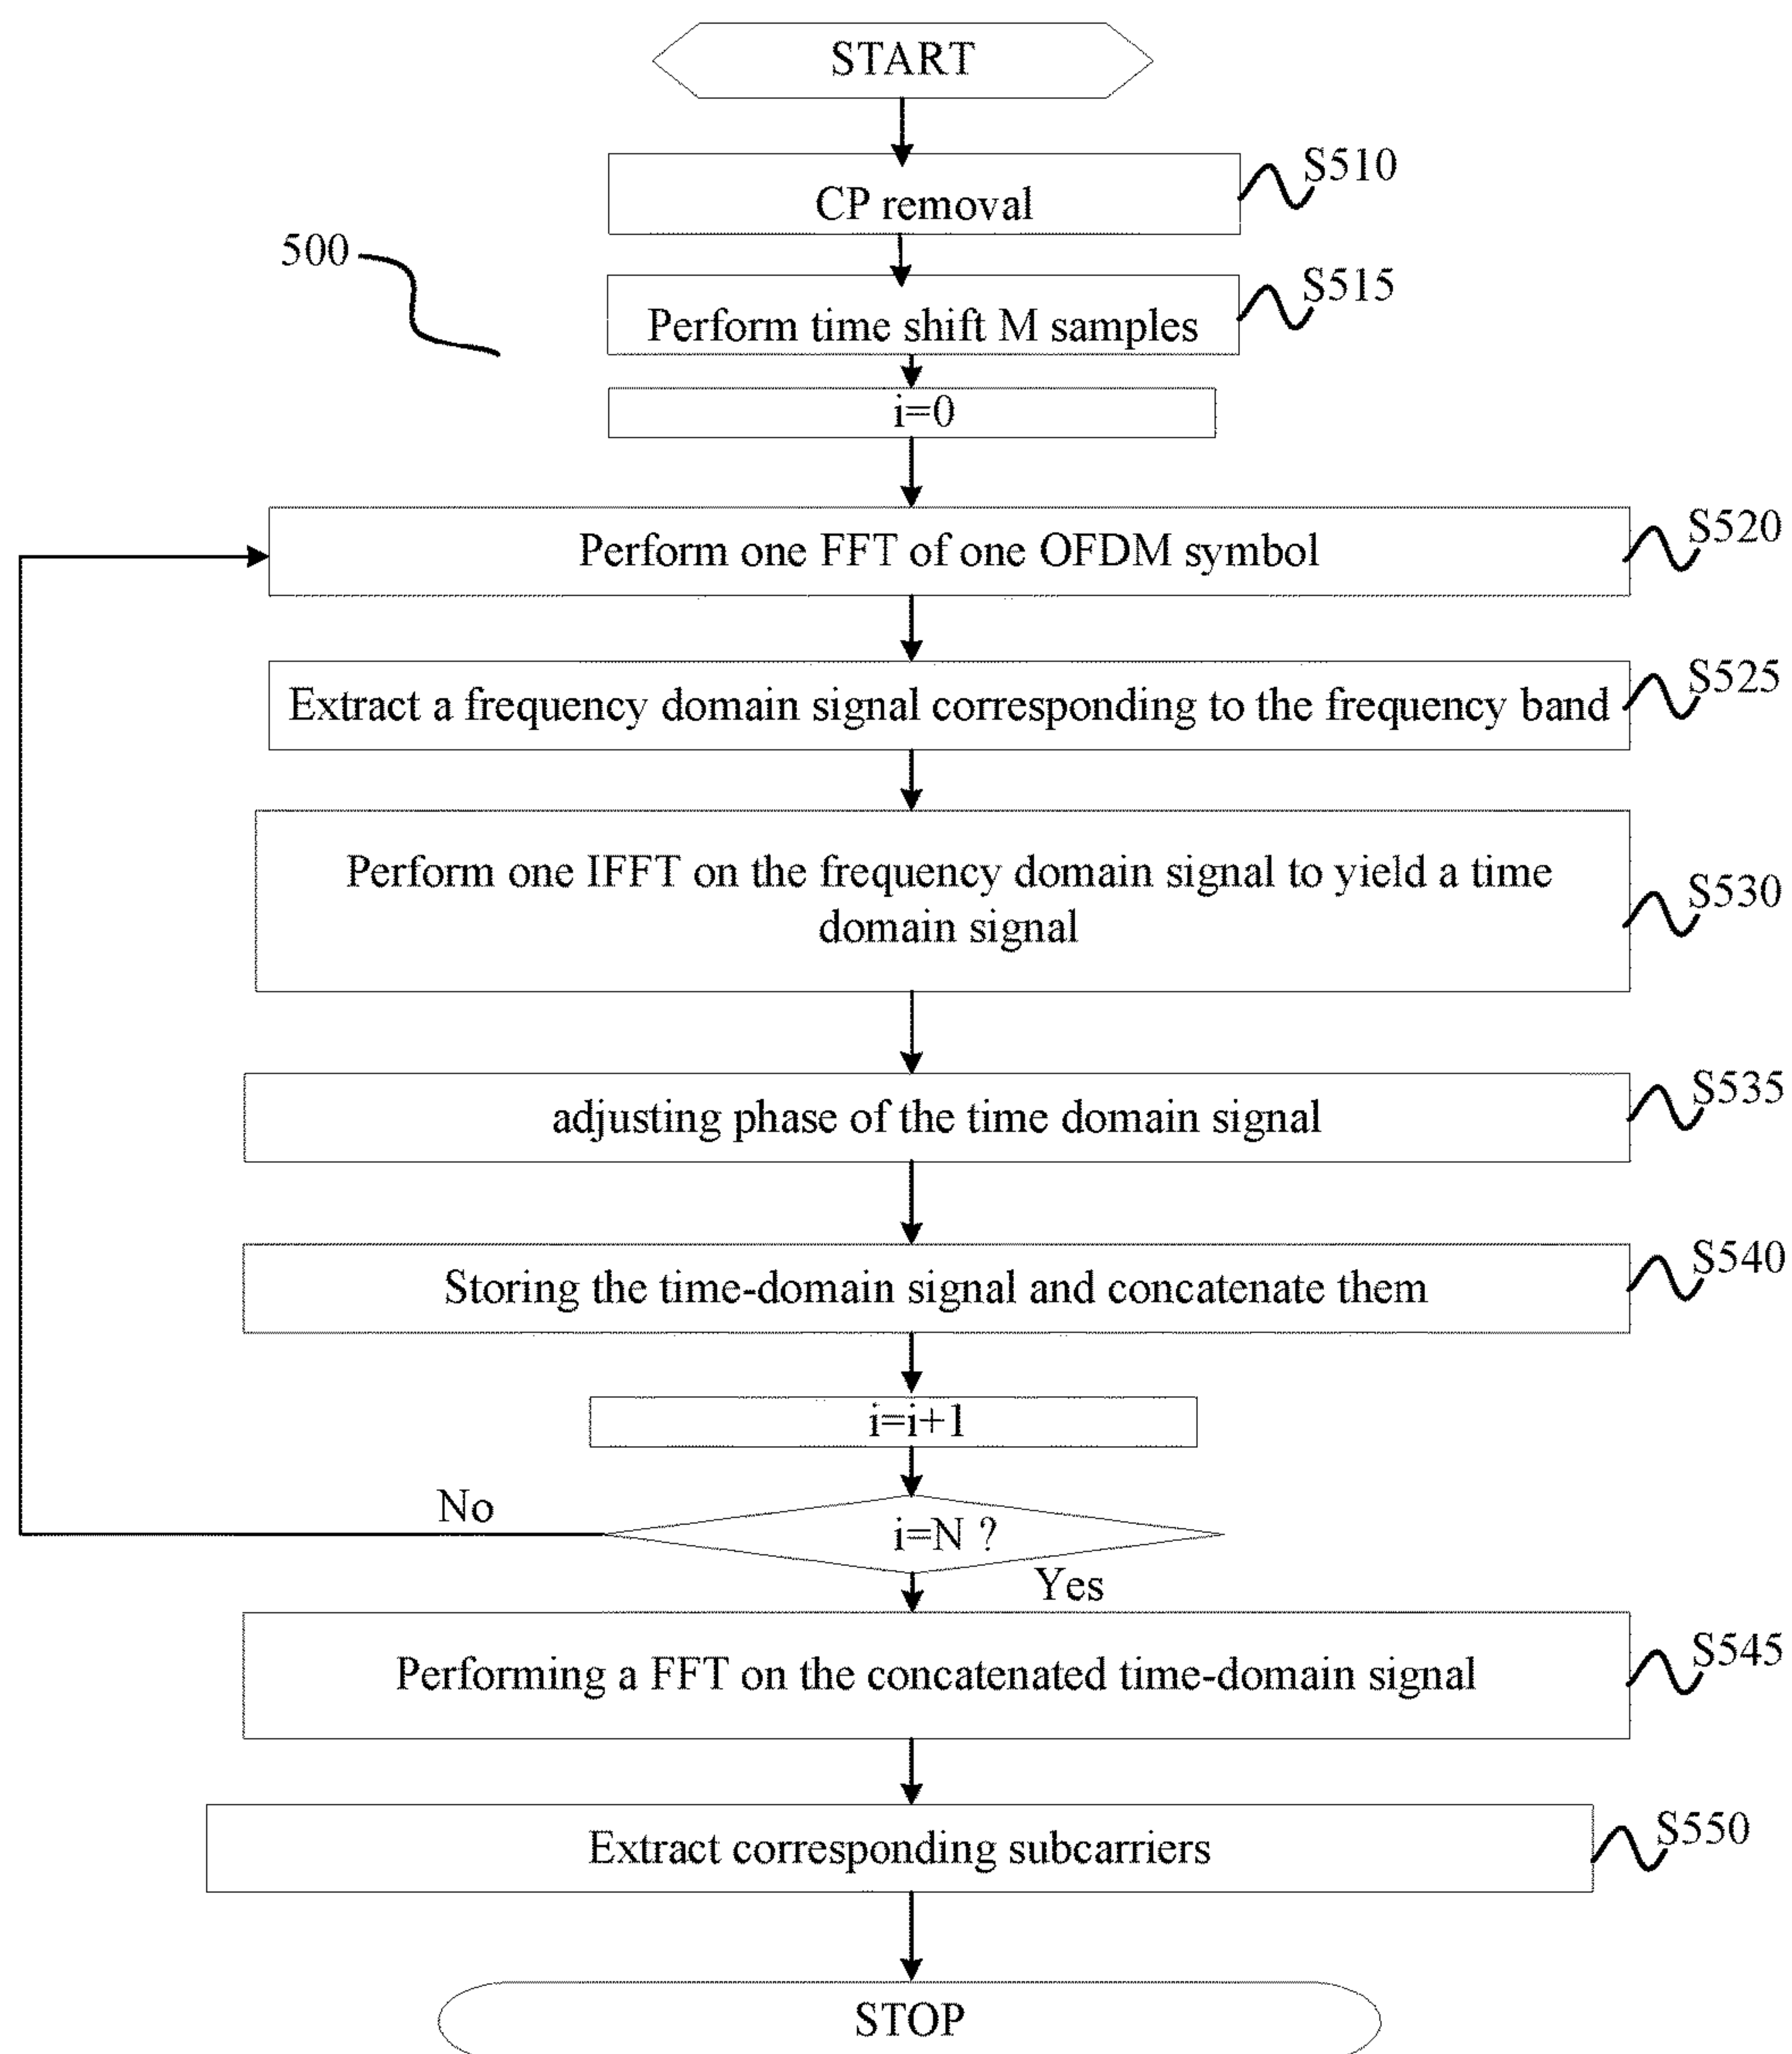 START
S510
CP removal
500
S515
Perform time shift M samples
i=0
S520
Perform one FFT of one OFDM symbol
S525
Extract a frequency domain signal corresponding to the frequency band
Perform one IFFT on the frequency domain signal to yield a time
domain signal
S530
S535
adjusting phase of the time domain signal
S540
Storing the time-domain signal and concatenate them
i=i+1
No
i=N ?
Yes
S545
Performing a FFT on the concatenated time-domain signal
S550
Extract corresponding subcarriers
STOP